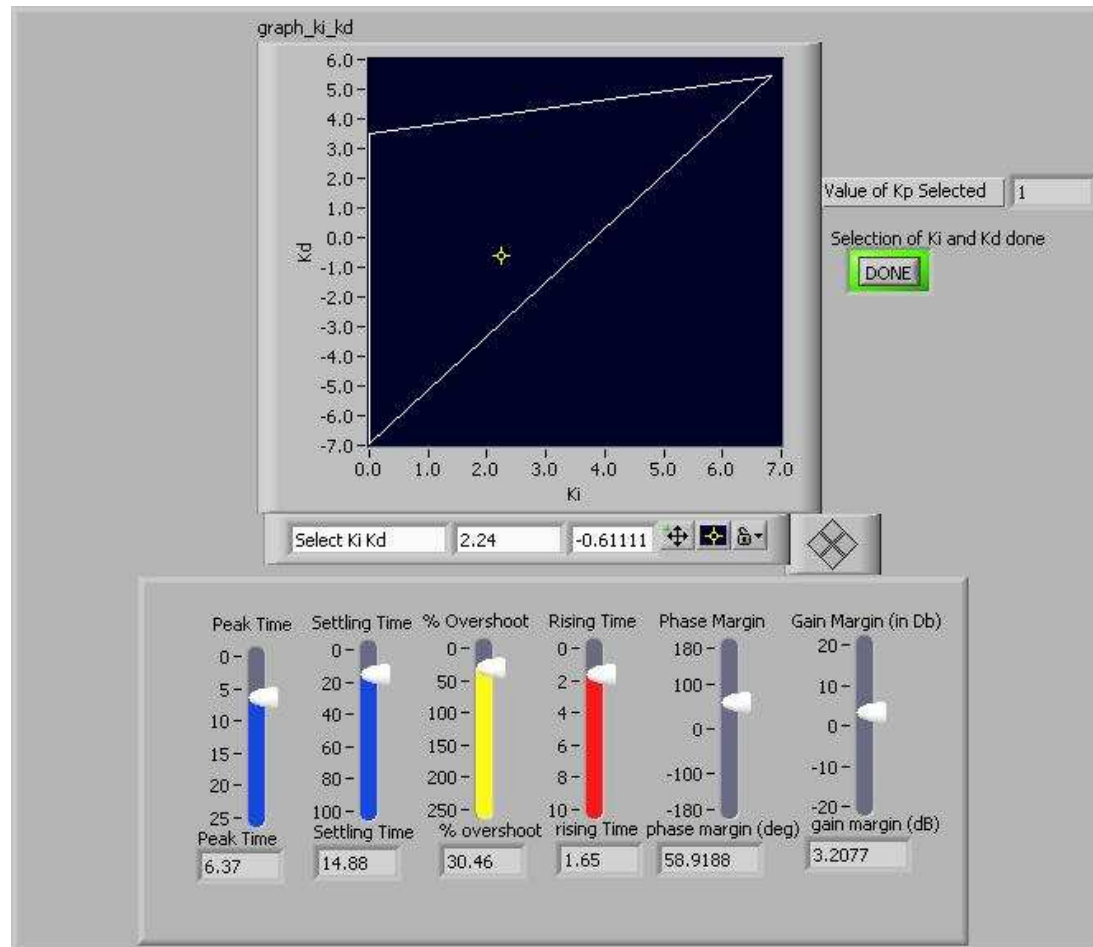 graph_ki_kd
6.0
5.0
4.0
3.0
2.0
1.0
0.0
-1.0
-2.0
-3.0
-4.0
-5.0
-6.0
-7.0
Kd
0.0 1.0 2.0 3.0 4.0 5.0 6.0 7.0
Ki
Value of Kp Selected 1
Selection of Ki and Kd done
DONE
Select Ki Kd 2.24 -0.61111
Peak Time Settling Time % Overshoot Rising Time Phase Margin Gain Margin (in Db)
0 0 0 0 180 20
5 20 50 2 100 10
10 40 100 4 0 0
15 60 150 6 -100 -10
20 80 200 8 -180 -20
25 100 250 10
Peak Time Settling Time % overshoot rising Time phase margin (deg) gain margin (dB)
6.37 14.88 30.46 1.65 58.9188 3.2077